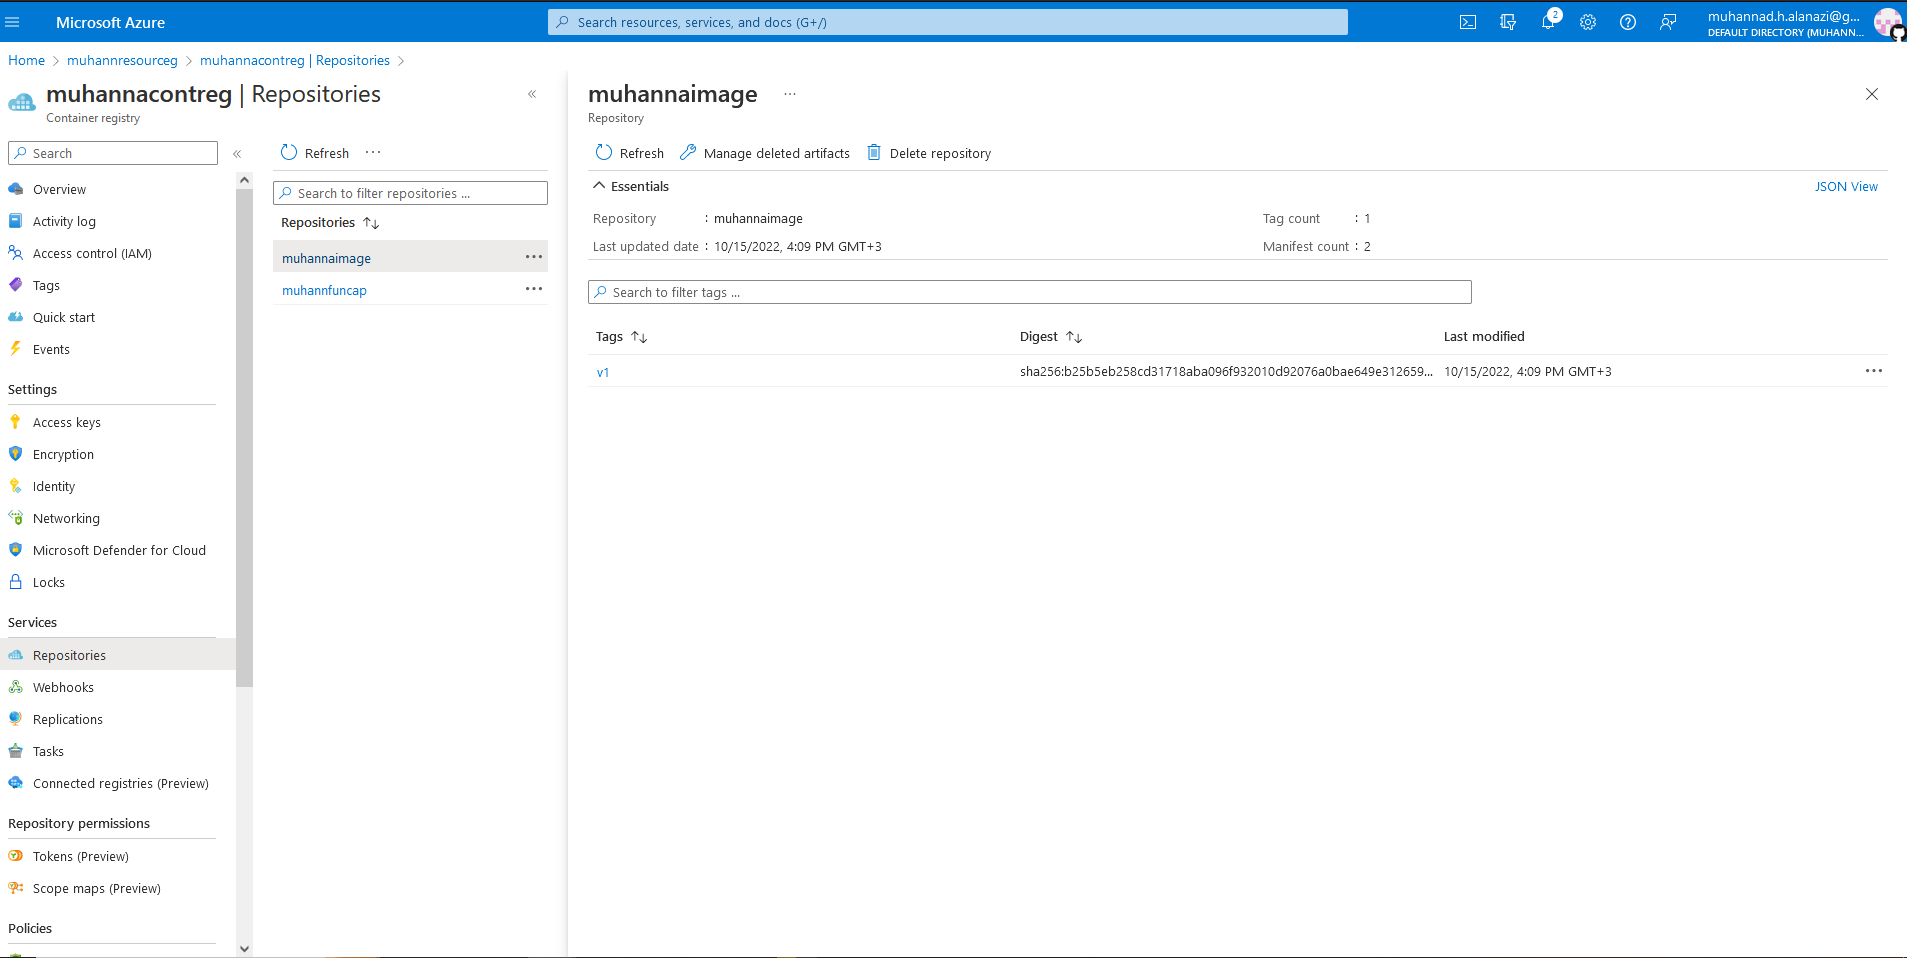 Microsoft Azure
Search resources, services, and docs (G+/)
2
muhannad.h.alanazi@g...
DEFAULT DIRECTORY (MUHANN...
Home > muhannresourceg > muhannacontreg | Repositories >
muhannacontreg | Repositories
Container registry
Search
Overview
Activity log
Access control (IAM)
Tags
Quick start
Events
Settings
Access keys
Encryption
Identity
Networking
Microsoft Defender for Cloud
Locks
Services
Repositories
Webhooks
Replications
Tasks
Connected registries (Preview)
Repository permissions
Tokens (Preview)
Scope maps (Preview)
Policies
Refresh
Search to filter repositories ...
Repositories
muhannaimage
muhannfuncap
muhannaimage
Repository
Refresh Manage deleted artifacts Delete repository
Essentials
JSON View
Repository : muhannaimage
Tag count : 1
Last updated date : 10/15/2022, 4:09 PM GMT+3
Manifest count : 2
Search to filter tags ...
Tags Digest Last modified
v1 sha256:b25b5eb258cd31718aba096f932010d92076a0bae649e312659... 10/15/2022, 4:09 PM GMT+3